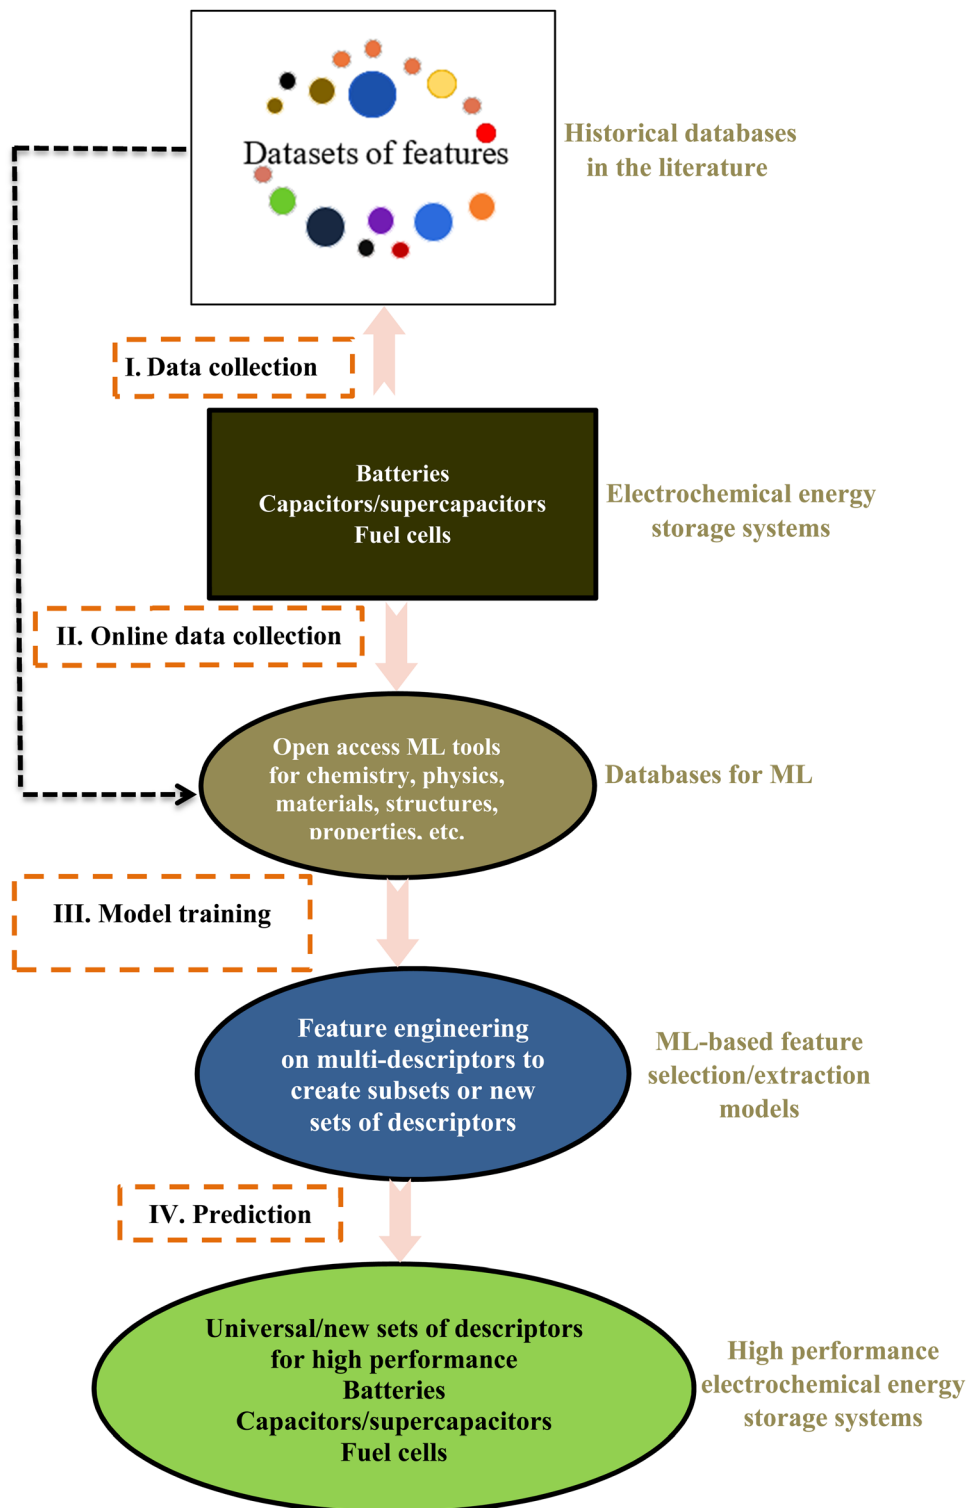 Datasets of features
Historical databases
in the literature
I. Data collection
Batteries
Capacitors/supercapacitors
Fuel cells
Electrochemical energy
storage systems
II. Online data collection
Open access ML tools
for chemistry, physics,
materials, structures,
properties, etc.
Databases for ML
III. Model training
Feature engineering
on multi-descriptors to
create subsets or new
sets of descriptors
ML-based feature
selection/extraction
models
IV. Prediction
Universal/new sets of descriptors
for high performance
Batteries
Capacitors/supercapacitors
Fuel cells
High performance
electrochemical energy
storage systems